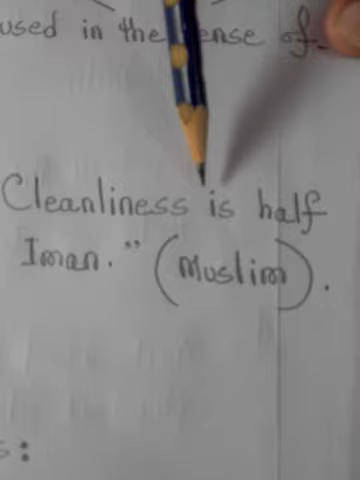 used in the sense of
Cleanliness is half
Iman." (Muslim).
s: